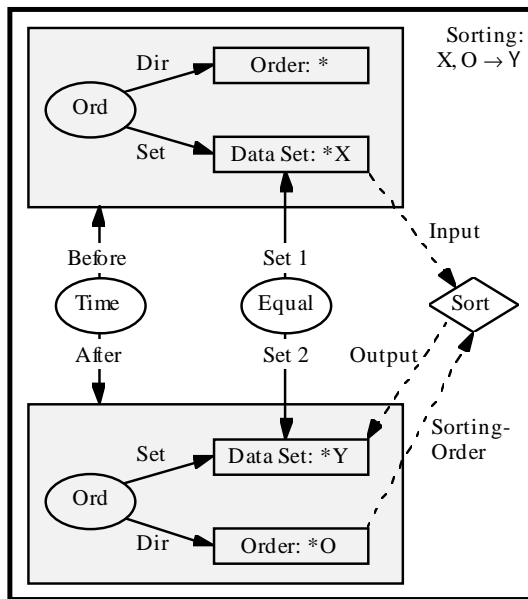 Sorting:
X, O → Y
Dir
Order: *
Ord
Set
Data Set: *X
Input
Before
Set 1
Time
Equal
Sort
After
Set 2
Output
Sorting-
Order
Set
Data Set: *Y
Ord
Dir
Order: *O